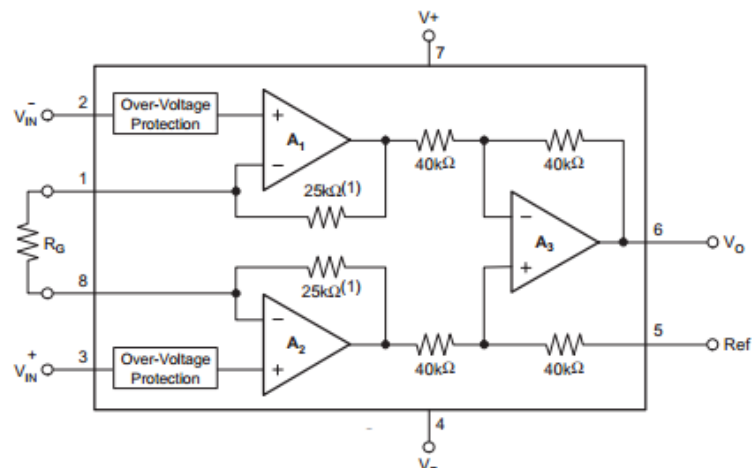 V+
7
V⁻IN
2
Over-Voltage
Protection
+
A1
−
40kΩ
40kΩ
1
25kΩ(1)
RG
−
A3
+
6
VO
8
25kΩ(1)
−
A2
+
5
Ref
V⁺IN
3
Over-Voltage
Protection
40kΩ
40kΩ
4